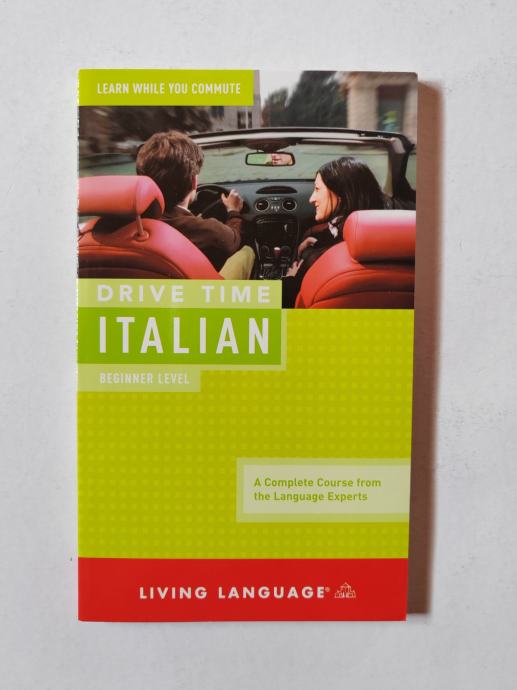 LEARN WHILE YOU COMMUTE
DRIVE TIME
ITALIAN
BEGINNER LEVEL
A Complete Course from
the Language Experts
LIVING LANGUAGE®